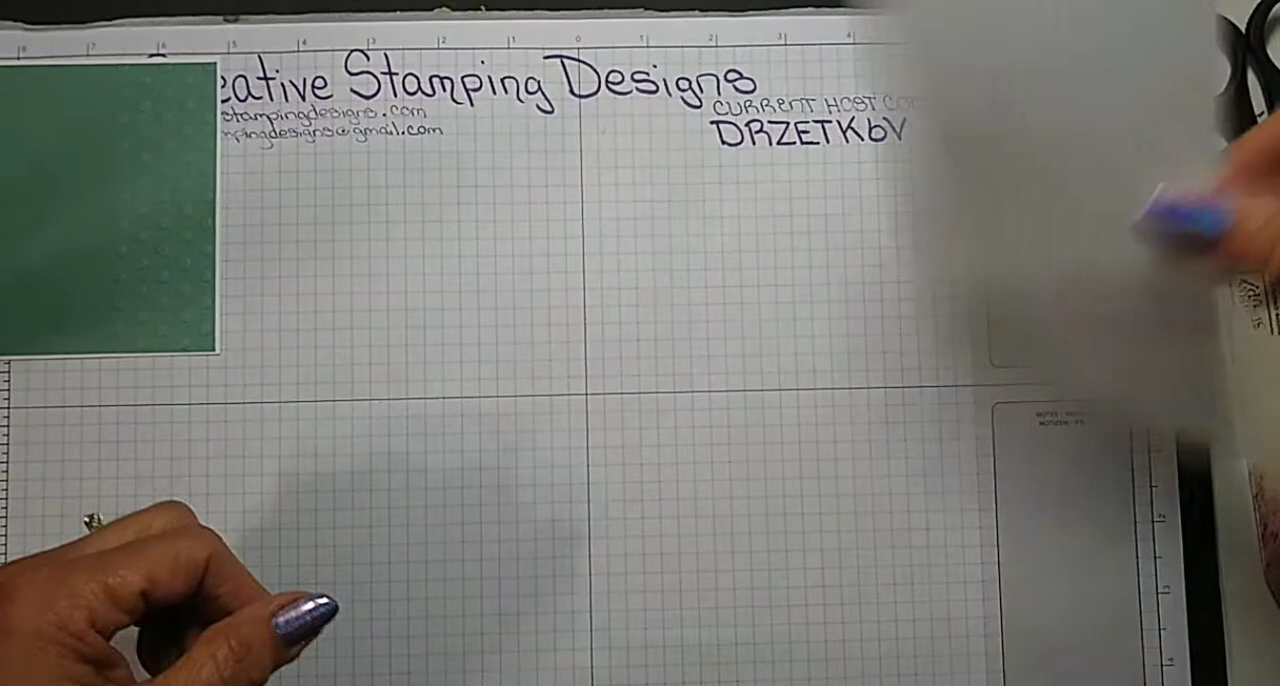 eative Stamping Designs
stampingdesigns.com
mpingdesigns@gmail.com
CURRENT HOST CO
DRZETKbV